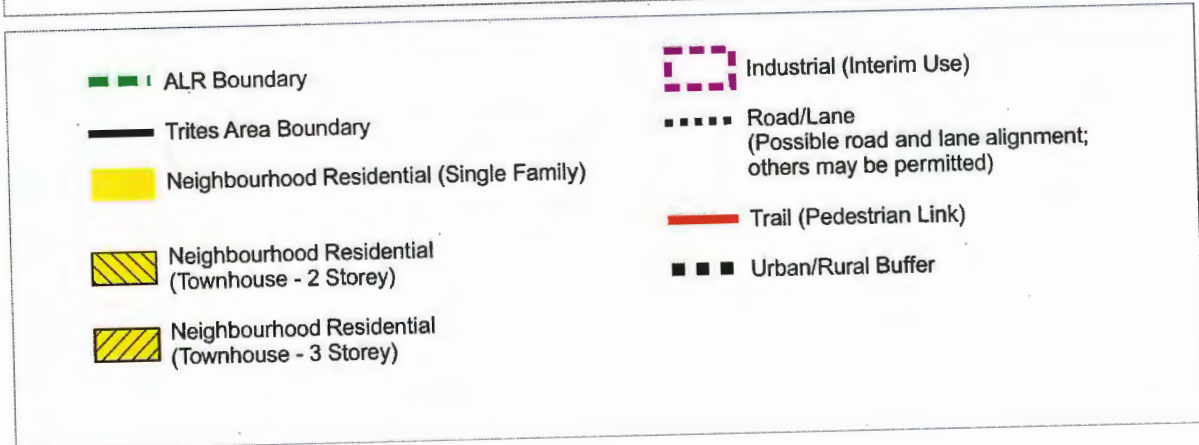 ALR Boundary
Trites Area Boundary
Neighbourhood Residential (Single Family)
Neighbourhood Residential
(Townhouse - 2 Storey)
Neighbourhood Residential
(Townhouse - 3 Storey)
Industrial (Interim Use)
Road/Lane
(Possible road and lane alignment;
others may be permitted)
Trail (Pedestrian Link)
Urban/Rural Buffer